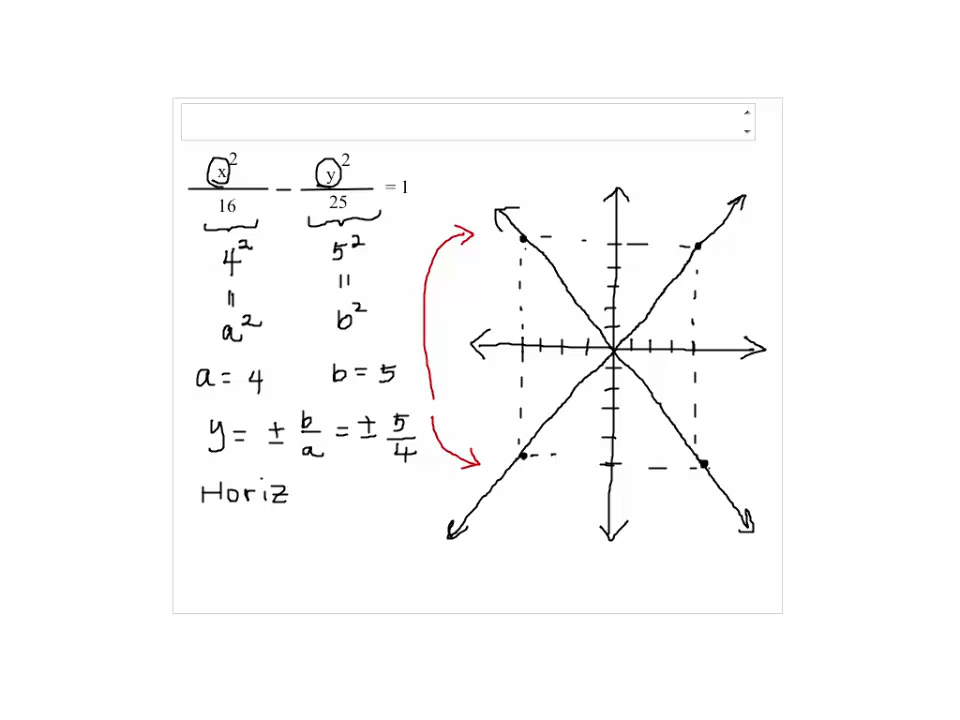 x²/16 − y²/25 = 1
4² 5²
= =
a² b²
a = 4 b = 5
y = ± b/a = ± 5/4
Horiz